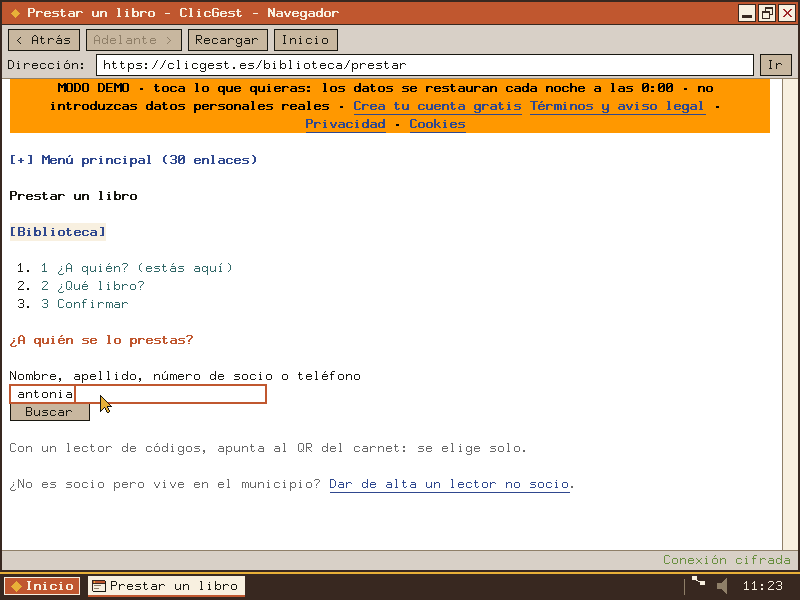 Prestar un libro - ClicGest - Navegador
< Atrás Adelante > Recargar Inicio
Dirección: https://clicgest.es/biblioteca/prestar Ir
MODO DEMO · toca lo que quieras: los datos se restauran cada noche a las 0:00 · no
introduzcas datos personales reales · Crea tu cuenta gratis Términos y aviso legal ·
Privacidad · Cookies
[+] Menú principal (30 enlaces)
Prestar un libro
[Biblioteca]
1. 1 ¿A quién? (estás aquí)
2. 2 ¿Qué libro?
3. 3 Confirmar
¿A quién se lo prestas?
Nombre, apellido, número de socio o teléfono
antonia
Buscar
Con un lector de códigos, apunta al QR del carnet: se elige solo.
¿No es socio pero vive en el municipio? Dar de alta un lector no socio.
Conexión cifrada
Inicio Prestar un libro 11:23